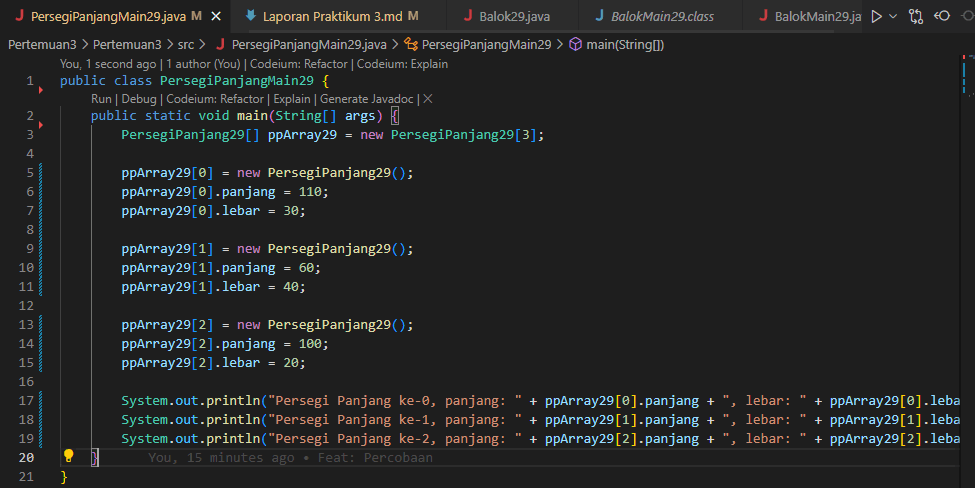 PersegiPanjangMain29.java M Laporan Praktikum 3.md M Balok29.java BalokMain29.class BalokMain29.ja
Pertemuan3 > Pertemuan3 > src > PersegiPanjangMain29.java > PersegiPanjangMain29 > main(String[])
You, 1 second ago | 1 author (You) | Codeium: Refactor | Codeium: Explain
1 public class PersegiPanjangMain29 {
Run | Debug | Codeium: Refactor | Explain | Generate Javadoc | X
2 public static void main(String[] args) {
3 PersegiPanjang29[] ppArray29 = new PersegiPanjang29[3];
4
5 ppArray29[0] = new PersegiPanjang29();
6 ppArray29[0].panjang = 110;
7 ppArray29[0].lebar = 30;
8
9 ppArray29[1] = new PersegiPanjang29();
10 ppArray29[1].panjang = 60;
11 ppArray29[1].lebar = 40;
12
13 ppArray29[2] = new PersegiPanjang29();
14 ppArray29[2].panjang = 100;
15 ppArray29[2].lebar = 20;
16
17 System.out.println("Persegi Panjang ke-0, panjang: " + ppArray29[0].panjang + ", lebar: " + ppArray29[0].leba
18 System.out.println("Persegi Panjang ke-1, panjang: " + ppArray29[1].panjang + ", lebar: " + ppArray29[1].leba
19 System.out.println("Persegi Panjang ke-2, panjang: " + ppArray29[2].panjang + ", lebar: " + ppArray29[2].leba
20 } You, 15 minutes ago • Feat: Percobaan
21 }